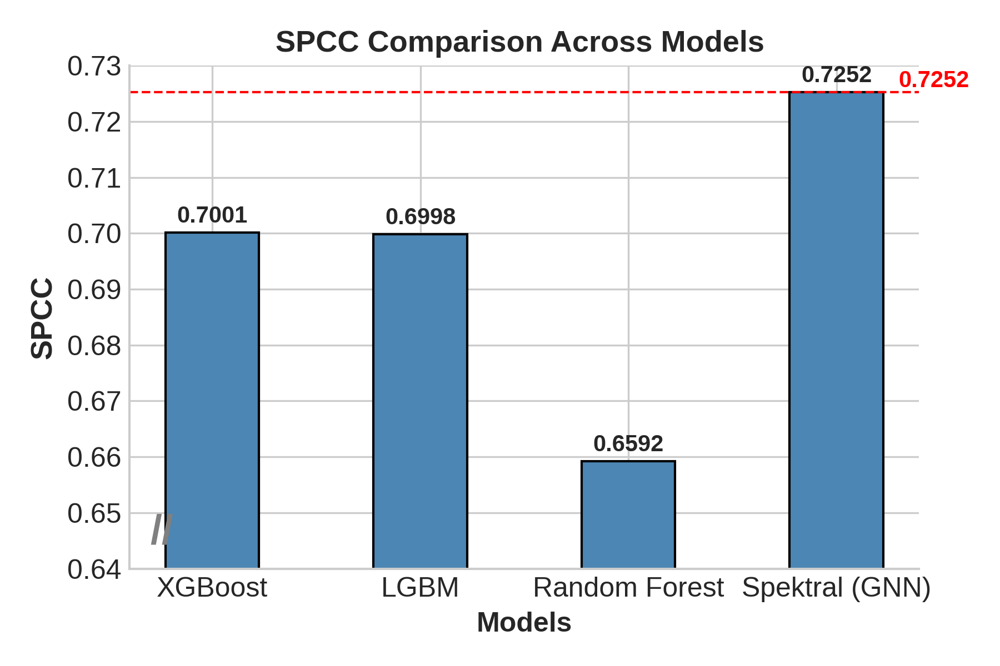 SPCC Comparison Across Models
0.73
0.72
0.71
0.70
0.69
0.68
0.67
0.66
0.65
0.64
SPCC
0.7001
0.6998
0.6592
0.7252
0.7252
//
XGBoost
LGBM
Random Forest
Spektral (GNN)
Models